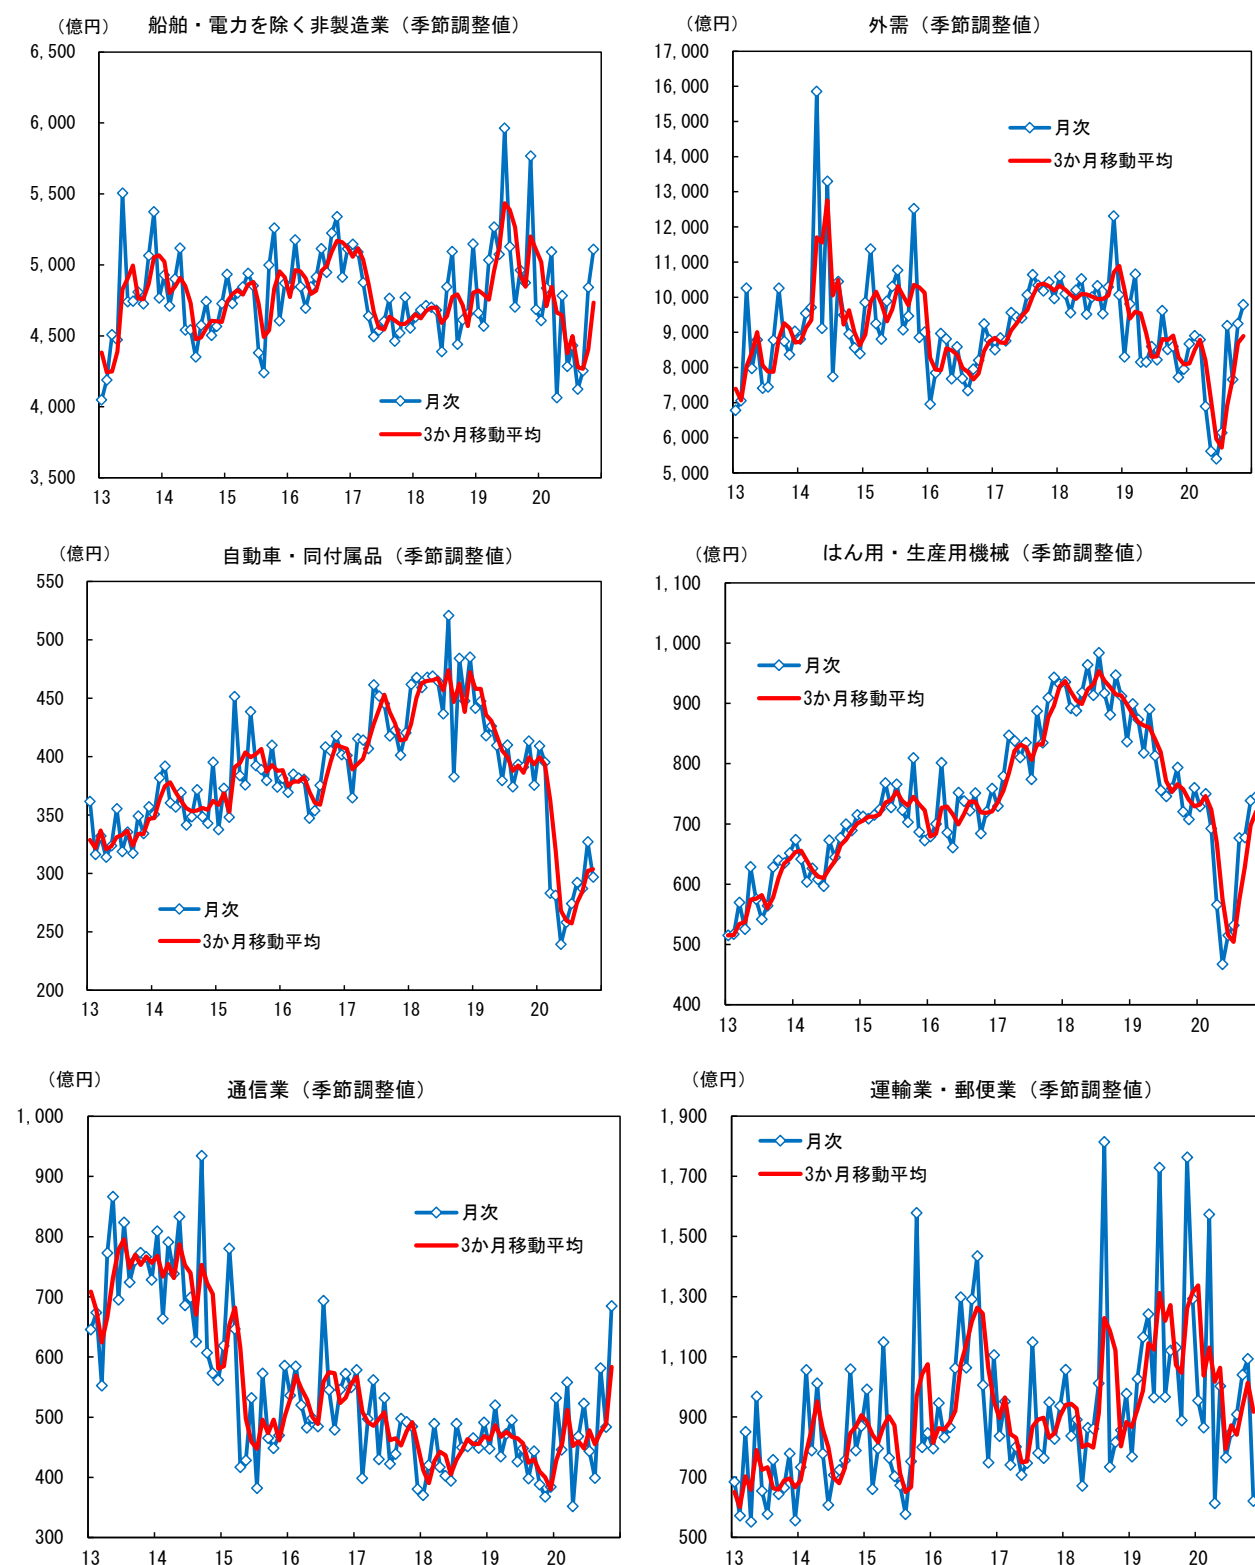 （億円）
船舶・電力を除く非製造業（季節調整値）
6,500
6,000
5,500
5,000
4,500
4,000
3,500
月次
3か月移動平均
13 14 15 16 17 18 19 20
（億円）
外需（季節調整値）
17,000
16,000
15,000
14,000
13,000
12,000
11,000
10,000
9,000
8,000
7,000
6,000
5,000
月次
3か月移動平均
13 14 15 16 17 18 19 20
（億円）
自動車・同付属品（季節調整値）
550
500
450
400
350
300
250
200
月次
3か月移動平均
13 14 15 16 17 18 19 20
（億円）
はん用・生産用機械（季節調整値）
1,100
1,000
900
800
700
600
500
400
月次
3か月移動平均
13 14 15 16 17 18 19 20
（億円）
通信業（季節調整値）
1,000
900
800
700
600
500
400
300
月次
3か月移動平均
13 14 15 16 17 18 19 20
（億円）
運輸業・郵便業（季節調整値）
1,900
1,700
1,500
1,300
1,100
900
700
500
月次
3か月移動平均
13 14 15 16 17 18 19 20